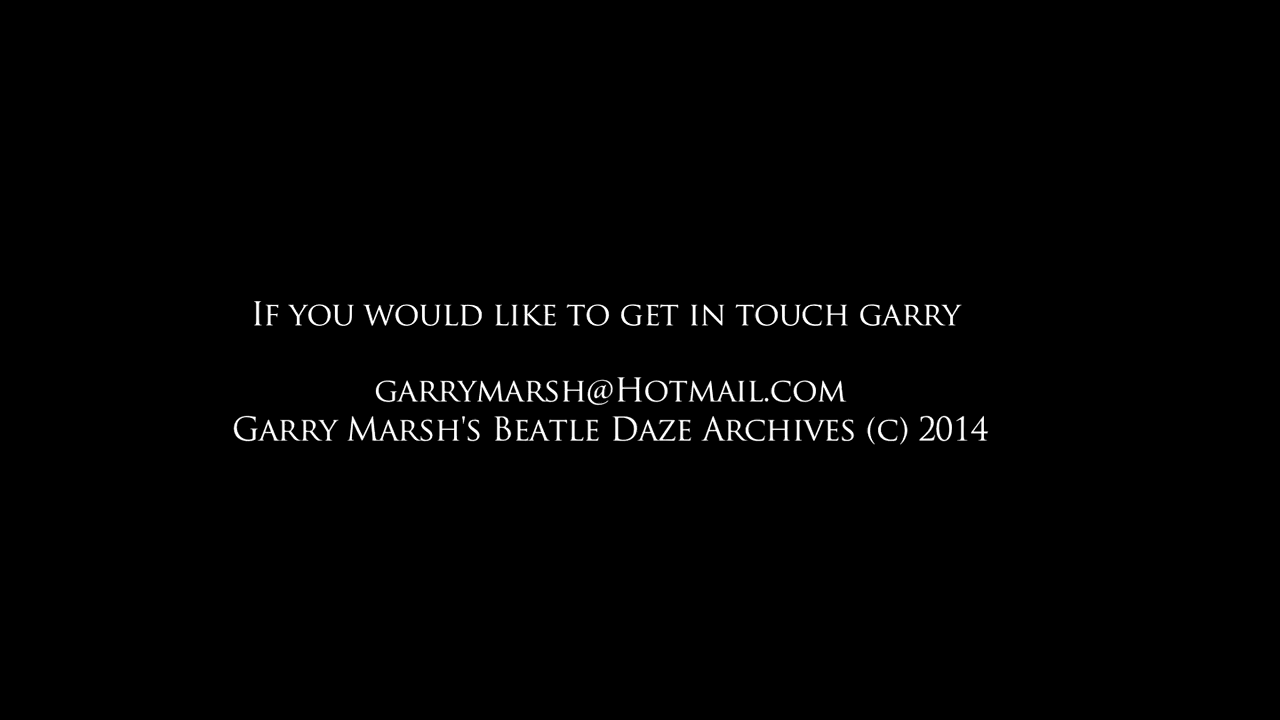 If you would like to get in touch garry
garrymarsh@Hotmail.com
Garry Marsh's Beatle Daze Archives (c) 2014